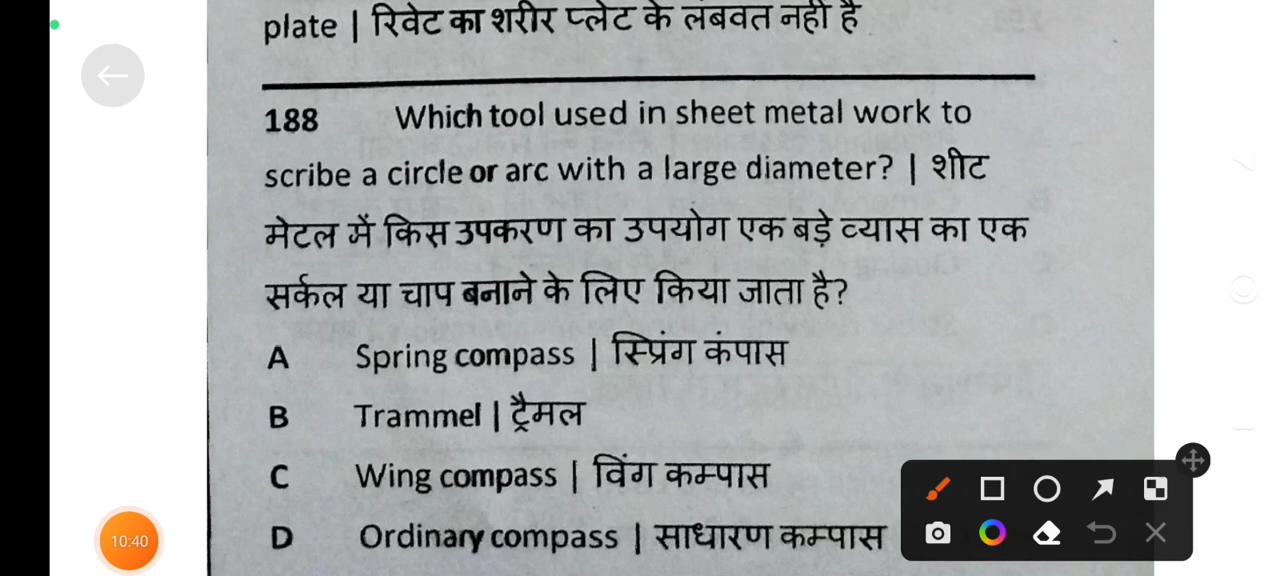 plate | रिवेट का शरीर प्लेट के लंबवत नहीं है
188 Which tool used in sheet metal work to
scribe a circle or arc with a large diameter? | शीट
मेटल में किस उपकरण का उपयोग एक बड़े व्यास का एक
सर्कल या चाप बनाने के लिए किया जाता है?
A Spring compass | स्प्रिंग कंपास
B Trammel | ट्रैमल
C Wing compass | विंग कम्पास
D Ordinary compass | साधारण कम्पास
10:40